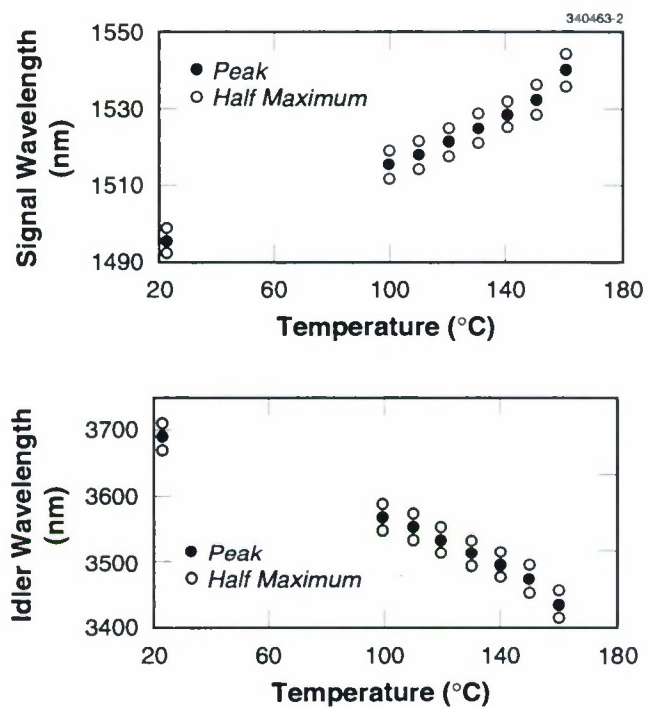 340463-2
1550
1530
1510
1490
Signal Wavelength
(nm)
Peak
Half Maximum
20 60 100 140 180
Temperature (°C)
3700
3600
3500
3400
Idler Wavelength
(nm)
Peak
Half Maximum
20 60 100 140 180
Temperature (°C)